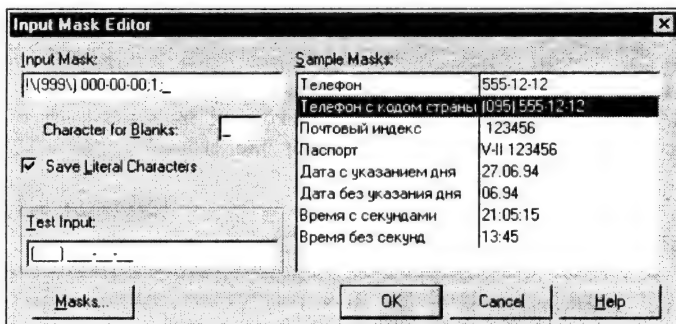 Input Mask Editor
Input Mask:
!\(999\) 000-00-00;1;_
Character for Blanks: _
Save Literal Characters
Test Input:
(___) ___-__-__
Masks...
Sample Masks:
Телефон 555-12-12
Телефон с кодом страны (095) 555-12-12
Почтовый индекс 123456
Паспорт V-II 123456
Дата с указанием дня 27.06.94
Дата без указания дня 06.94
Время с секундами 21:05:15
Время без секунд 13:45
OK Cancel Help